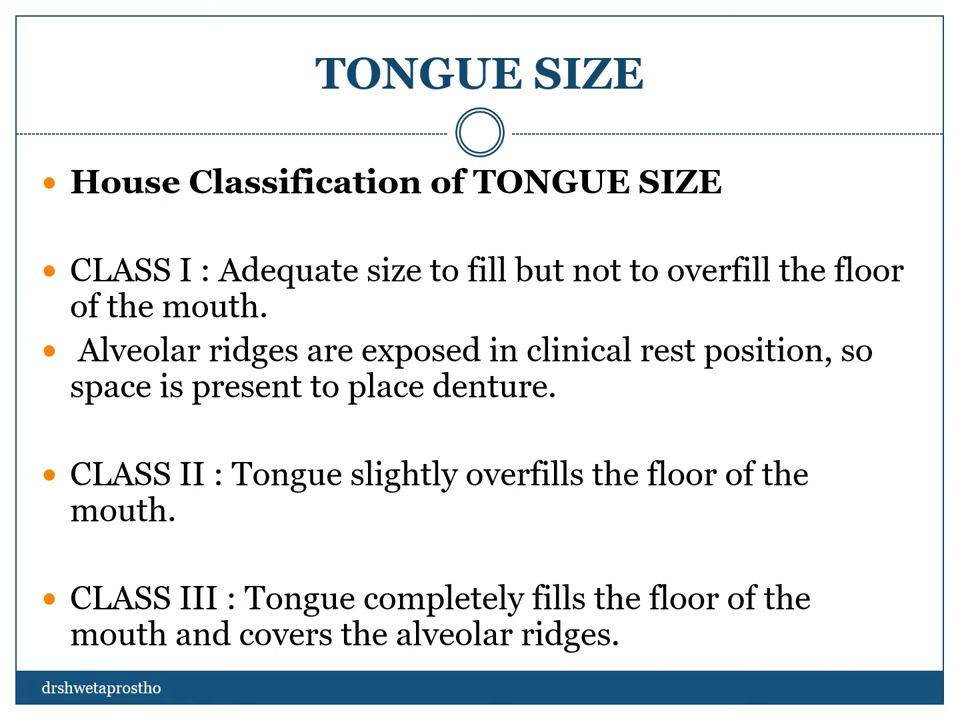 TONGUE SIZE
• House Classification of TONGUE SIZE
• CLASS I : Adequate size to fill but not to overfill the floor
of the mouth.
• Alveolar ridges are exposed in clinical rest position, so
space is present to place denture.
• CLASS II : Tongue slightly overfills the floor of the
mouth.
• CLASS III : Tongue completely fills the floor of the
mouth and covers the alveolar ridges.
drshwetaprostho